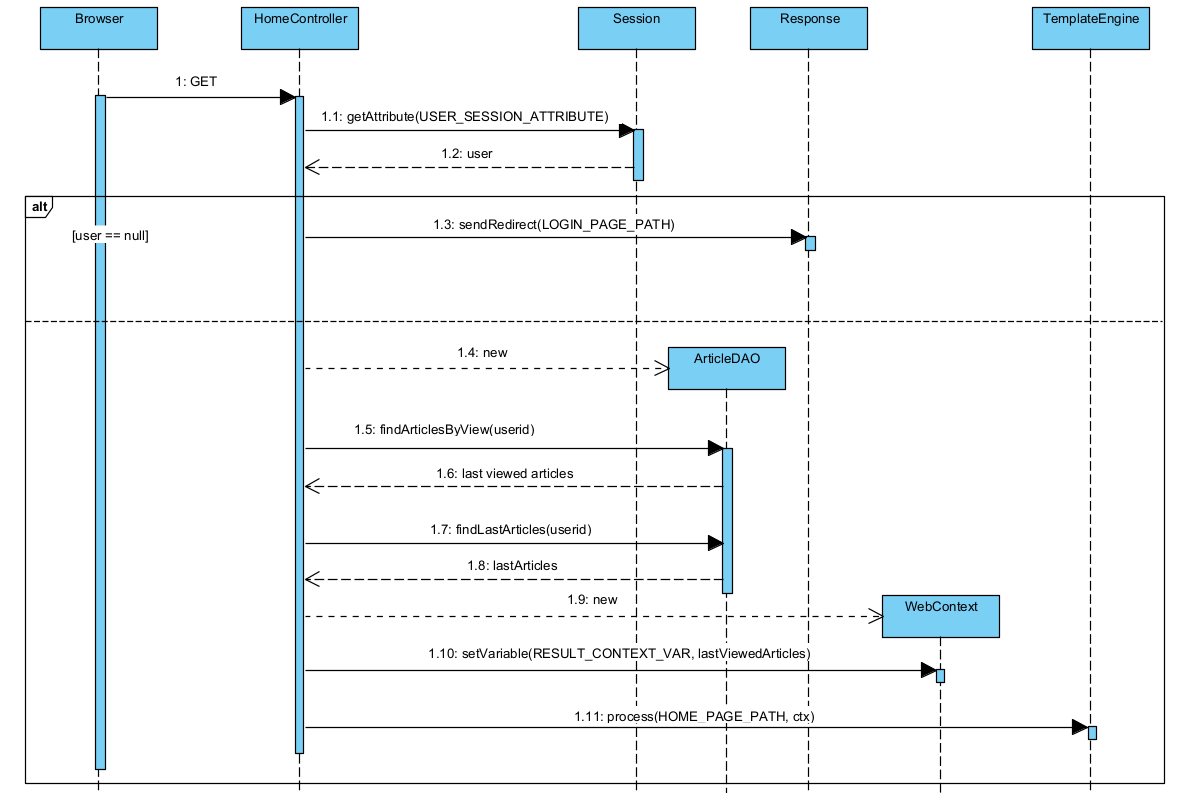 Browser
HomeController
Session
Response
TemplateEngine
1: GET
1.1: getAttribute(USER_SESSION_ATTRIBUTE)
1.2: user
alt
[user == null]
1.3: sendRedirect(LOGIN_PAGE_PATH)
1.4: new
ArticleDAO
1.5: findArticlesByView(userid)
1.6: last viewed articles
1.7: findLastArticles(userid)
1.8: lastArticles
1.9: new
WebContext
1.10: setVariable(RESULT_CONTEXT_VAR, lastViewedArticles)
1.11: process(HOME_PAGE_PATH, ctx)